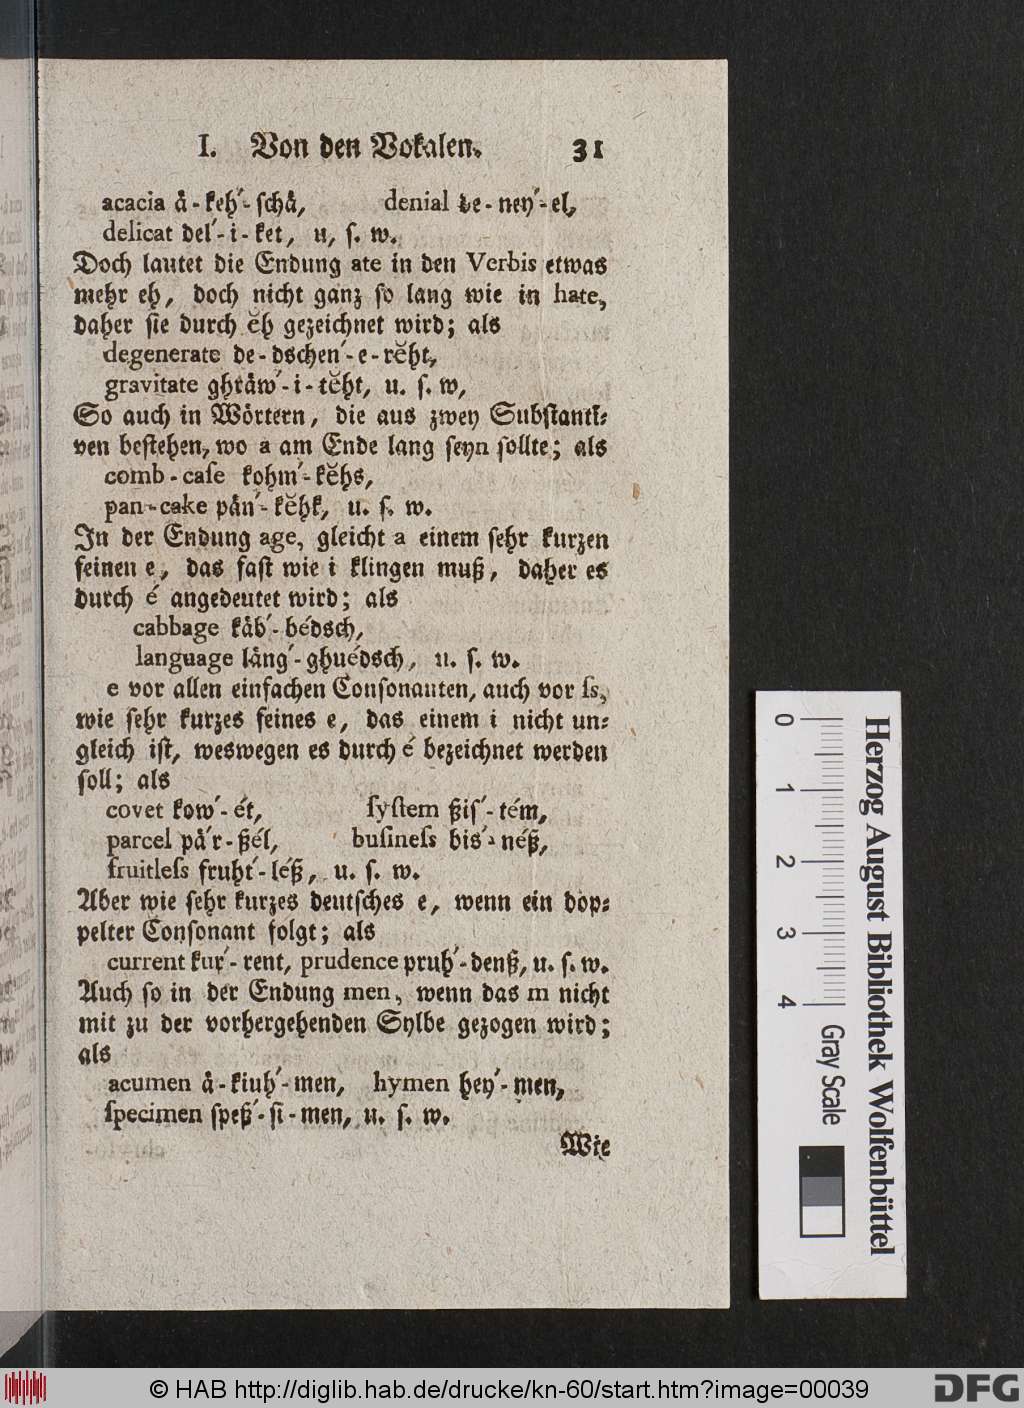 I. Von den Vokalen. 31
acacia å-keh́-ſchå, denial de-neý-el,
delicat deĺ-i-ket, u, ſ. w.
Doch lautet die Endung ate in den Verbis etwas
mehr eh, doch nicht ganz ſo lang wie in hate,
daher ſie durch ĕh gezeichnet wird; als
degenerate de-dscheń-e-rĕht,
gravitate ghråẃ-i-tĕht, u. ſ. w,
So auch in Wörtern, die aus zwey Subſtanti⸗
ven beſtehen, wo a am Ende lang ſeyn ſollte; als
comb-caſe kohḿ-kĕhs,
pan-cake påń-kĕhk, u. ſ. w.
In der Endung age, gleicht a einem ſehr kurzen
feinen e, das faſt wie i klingen muß, daher es
durch é angedeutet wird; als
cabbage kåb́-bédsch,
language lång´-ghuédsch, u. ſ. w.
e vor allen einfachen Conſonanten, auch vor ſs,
wie ſehr kurzes feines e, das einem i nicht un⸗
gleich iſt, weswegen es durch é bezeichnet werden
ſoll; als
covet koẃ-ét, ſyſtem ßiſ´-tém,
parcel på´r-ßél, buſineſs biś-néß,
fruitleſs fruht́-léß, u. ſ. w.
Aber wie ſehr kurzes deutſches e, wenn ein dop⸗
pelter Conſonant folgt; als
current kuŕ-rent, prudence pruh́-denß, u. ſ. w.
Auch ſo in der Endung men, wenn das m nicht
mit zu der vorhergehenden Sylbe gezogen wird;
als
acumen å-kiuh́-men, hymen heý-men,
ſpecimen ſpeß´-ſi-men, u. ſ. w.
Wie
0 1 2 3 4 Gray Scale
Herzog August Bibliothek Wolfenbüttel
© HAB http://diglib.hab.de/drucke/kn-60/start.htm?image=00039 DFG